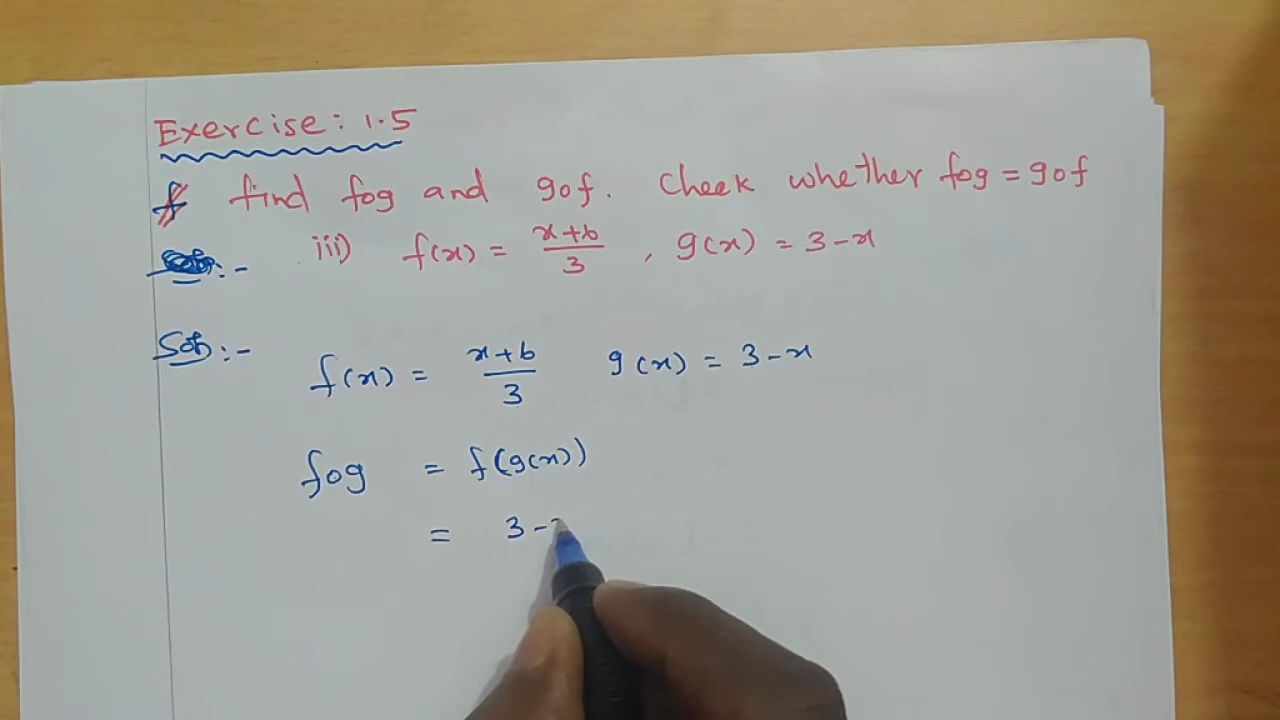 Exercise: 1.5
find fog and gof. Cheek whether fog = gof
iii) f(x) = x+6/3, g(x) = 3-x
Sol:-
f(x) = x+6/3 g(x) = 3-x
fog = f(g(x))
= 3-